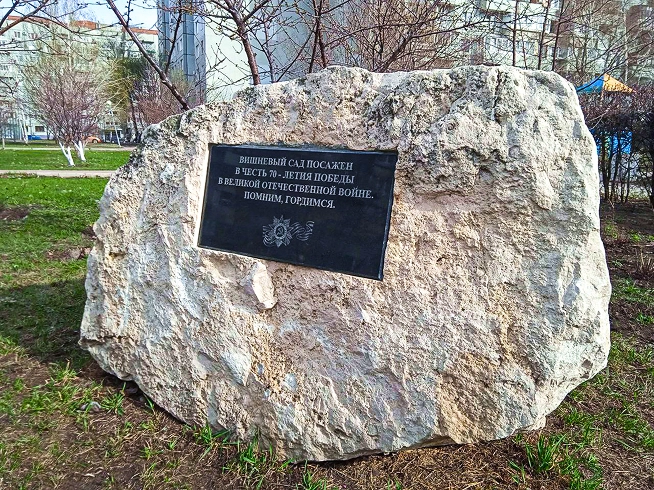 ВИШНЕВЫЙ САД ПОСАЖЕН
В ЧЕСТЬ 70 - ЛЕТИЯ ПОБЕДЫ
В ВЕЛИКОЙ ОТЕЧЕСТВЕННОЙ ВОЙНЕ.
ПОМНИМ, ГОРДИМСЯ.